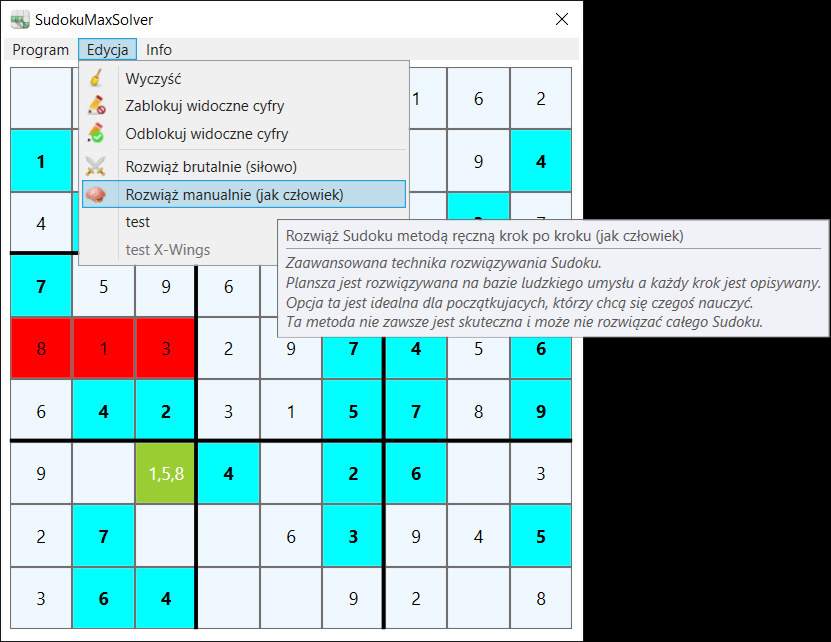 SudokuMaxSolver
Program Edycja Info
Wyczyść
Zablokuj widoczne cyfry
Odblokuj widoczne cyfry
Rozwiąż brutalnie (siłowo)
Rozwiąż manualnie (jak człowiek)
test
test X-Wings
Rozwiąż Sudoku metodą ręczną krok po kroku (jak człowiek)
Zaawansowana technika rozwiązywania Sudoku.
Plansza jest rozwiązywana na bazie ludzkiego umysłu a każdy krok jest opisywany.
Opcja ta jest idealna dla początkujacych, którzy chcą się czegoś nauczyć.
Ta metoda nie zawsze jest skuteczna i może nie rozwiązać całego Sudoku.
1 6 2
1 9 4
4
7 5 9 6
8 1 3 2 9 7 4 5 6
6 4 2 3 1 5 7 8 9
9 1,5,8 4 2 6 3
2 7 6 3 9 4 5
3 6 4 9 2 8